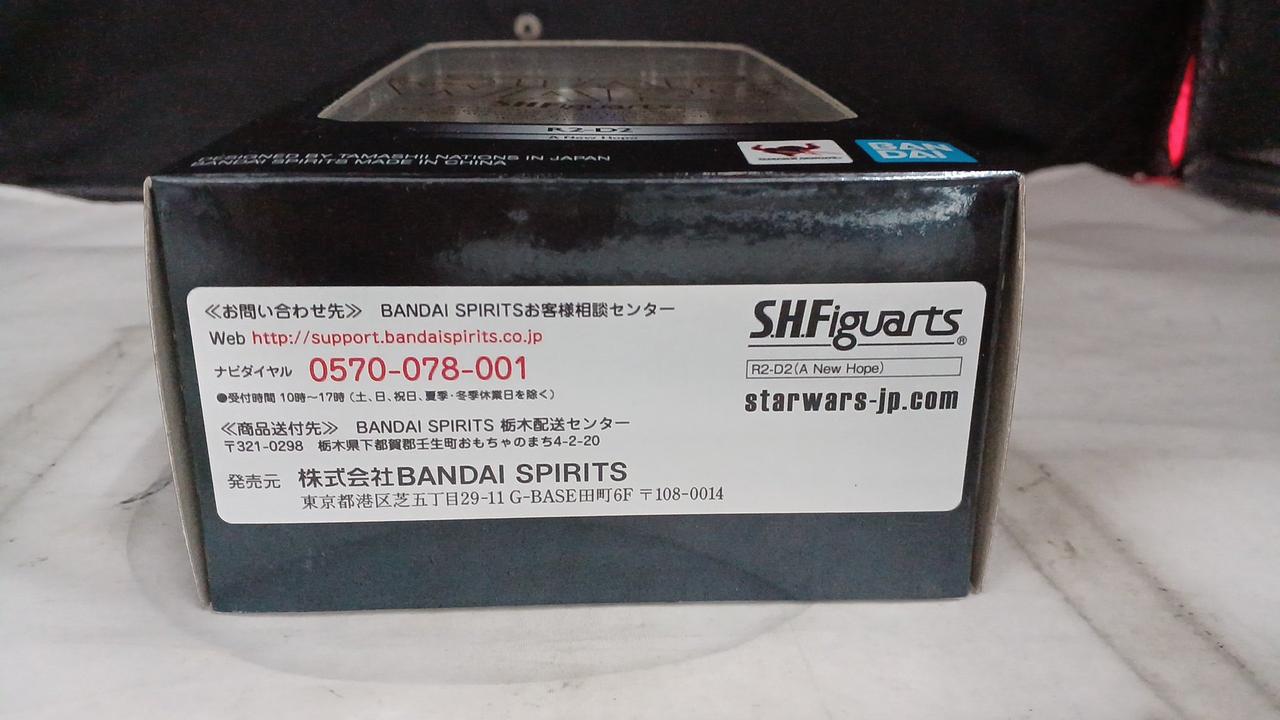 S.H.Figuarts
R2-D2
A New Hope
DESIGNED BY TAMASHII NATIONS IN JAPAN
BANDAI SPIRITS MADE IN CHINA
BAN
DAI
≪お問い合わせ先≫ BANDAI SPIRITSお客様相談センター
Web http://support.bandaispirits.co.jp
ナビダイヤル 0570-078-001
●受付時間 10時～17時（土、日、祝日、夏季・冬季休業日を除く）
≪商品送付先≫ BANDAI SPIRITS 栃木配送センター
〒321-0298 栃木県下都賀郡壬生町おもちゃのまち4-2-20
発売元 株式会社BANDAI SPIRITS
東京都港区芝五丁目29-11 G-BASE田町6F 〒108-0014
S.H.Figuarts®
R2-D2(A New Hope)
starwars-jp.com